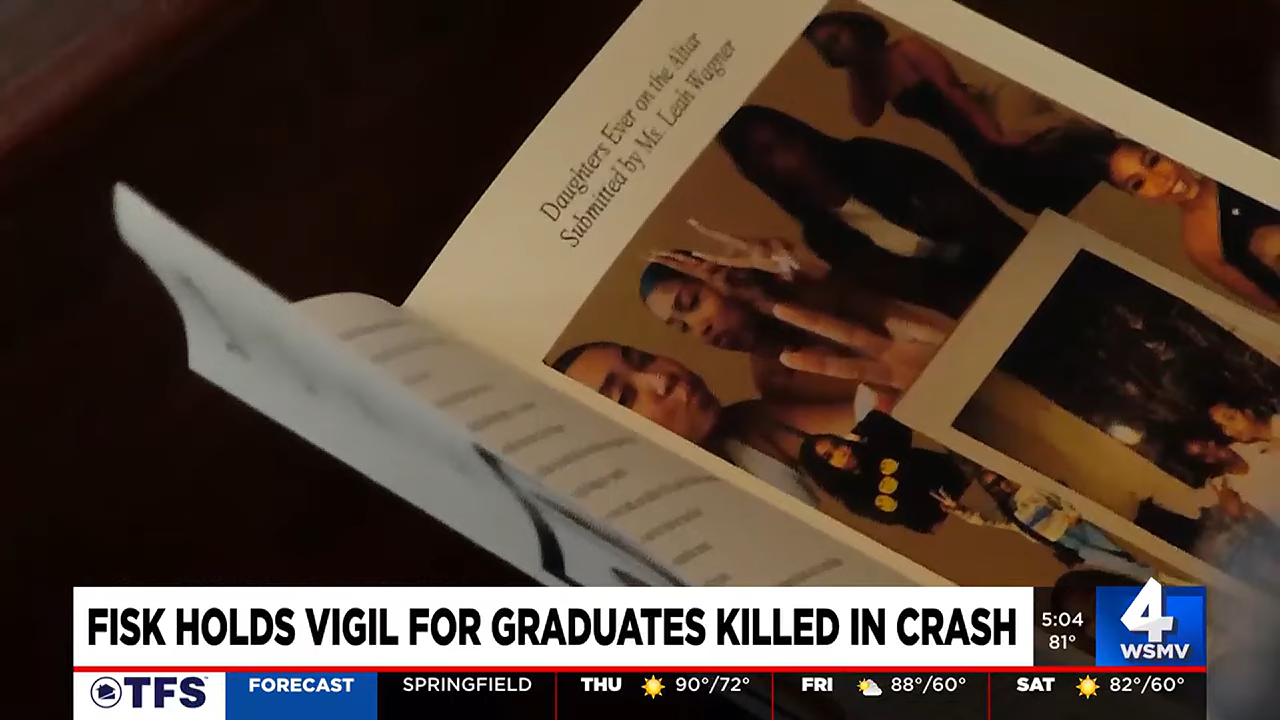 Daughters Ever on the Altar
Submitted by Ms. Leah Wagner
FISK HOLDS VIGIL FOR GRADUATES KILLED IN CRASH
5:04
81°
4
WSMV
TFS
FORECAST
SPRINGFIELD
THU 90°/72°
FRI 88°/60°
SAT 82°/60°